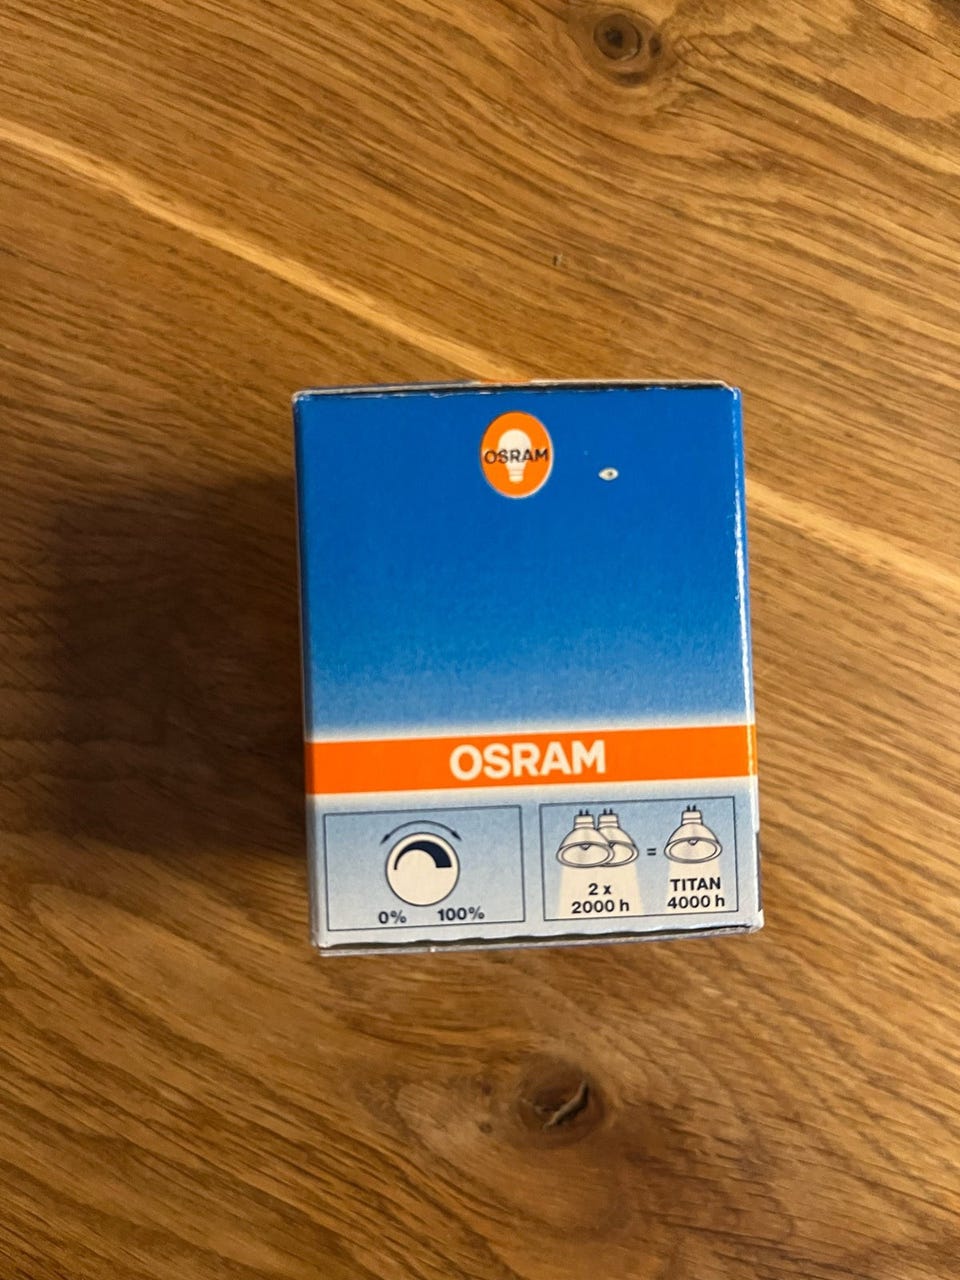 OSRAM
OSRAM
0% 100%
2 x
2000 h
=
TITAN
4000 h